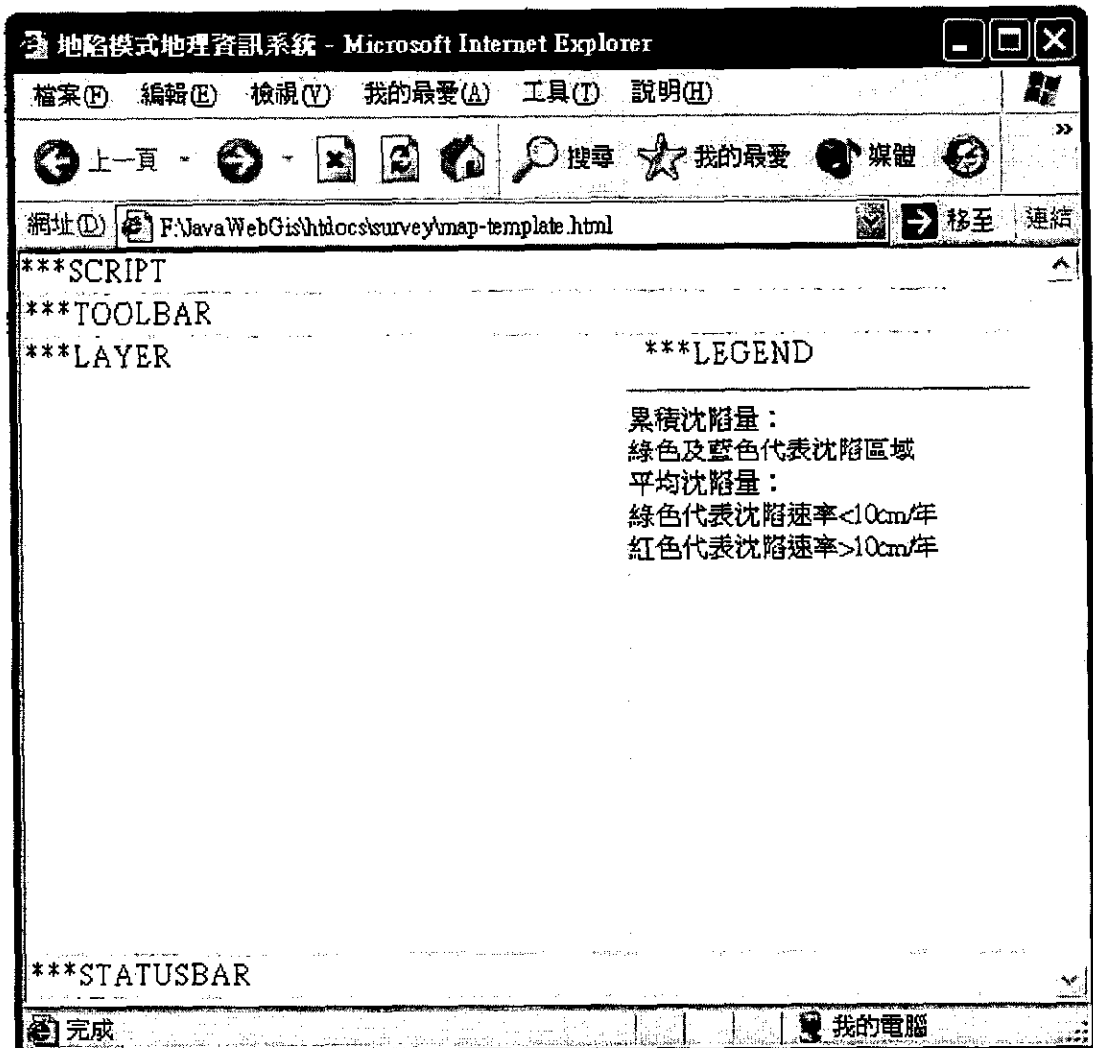 地陷模式地理資訊系統 - Microsoft Internet Explorer
檔案(F) 編輯(E) 檢視(V) 我的最愛(A) 工具(T) 說明(H)
上一頁 搜尋 我的最愛 媒體 »
網址(D) F:\JavaWebGis\htdocs\survey\map-template.html 移至 連結
***SCRIPT
***TOOLBAR
***LAYER
***LEGEND
累積沈陷量：
綠色及藍色代表沈陷區域
平均沈陷量：
綠色代表沈陷速率<10cm/年
紅色代表沈陷速率>10cm/年
***STATUSBAR
完成 我的電腦